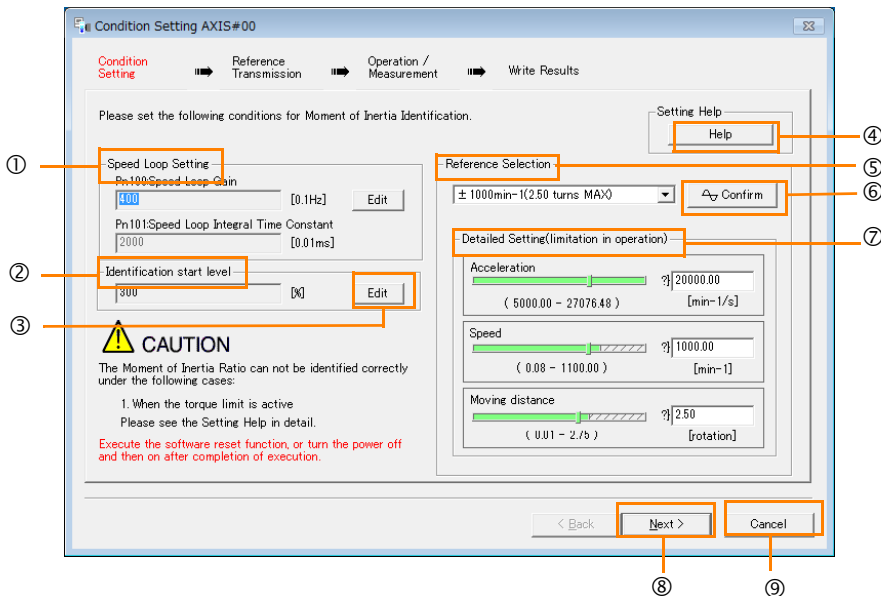 Condition Setting AXIS#00
Condition Setting
Reference Transmission
Operation / Measurement
Write Results
Please set the following conditions for Moment of Inertia Identification.
Setting Help
Help
④
①
Speed Loop Setting
Pn100:Speed Loop Gain
400 [0.1Hz] Edit
Pn101:Speed Loop Integral Time Constant
2000 [0.01ms]
②
Identification start level
300 [%] Edit
③
CAUTION
The Moment of Inertia Ratio can not be identified correctly
under the following cases:
1. When the torque limit is active
Please see the Setting Help in detail.
Execute the software reset function, or turn the power off
and then on after completion of execution.
Reference Selection
⑤
±1000min-1(2.50 turns MAX) Confirm
⑥
Detailed Setting(limitation in operation)
⑦
Acceleration
?} 20000.00
( 5000.00 - 27076.48 ) [min-1/s]
Speed
?} 1000.00
( 0.08 - 1100.00 ) [min-1]
Moving distance
?} 2.50
( 0.01 - 2.75 ) [rotation]
< Back Next > Cancel
⑧ ⑨